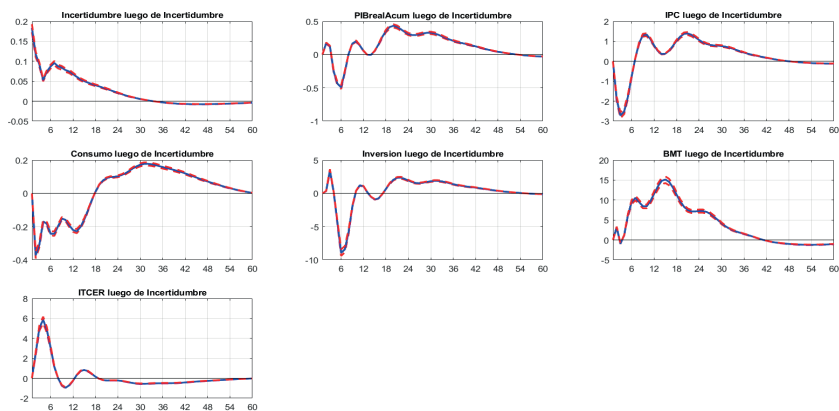 Incertidumbre luego de Incertidumbre
0.2
0.15
0.1
0.05
0
-0.05
6 12 18 24 30 36 42 48 54 60
PIBrealAcum luego de Incertidumbre
0.5
0
-0.5
-1
6 12 18 24 30 36 42 48 54 60
IPC luego de Incertidumbre
2
1
0
-1
-2
-3
6 12 18 24 30 36 42 48 54 60
Consumo luego de Incertidumbre
0.2
0
-0.2
-0.4
6 12 18 24 30 36 42 48 54 60
Inversion luego de Incertidumbre
5
0
-5
-10
6 12 18 24 30 36 42 48 54 60
BMT luego de Incertidumbre
20
15
10
5
0
-5
6 12 18 24 30 36 42 48 54 60
ITCER luego de Incertidumbre
8
6
4
2
0
-2
6 12 18 24 30 36 42 48 54 60